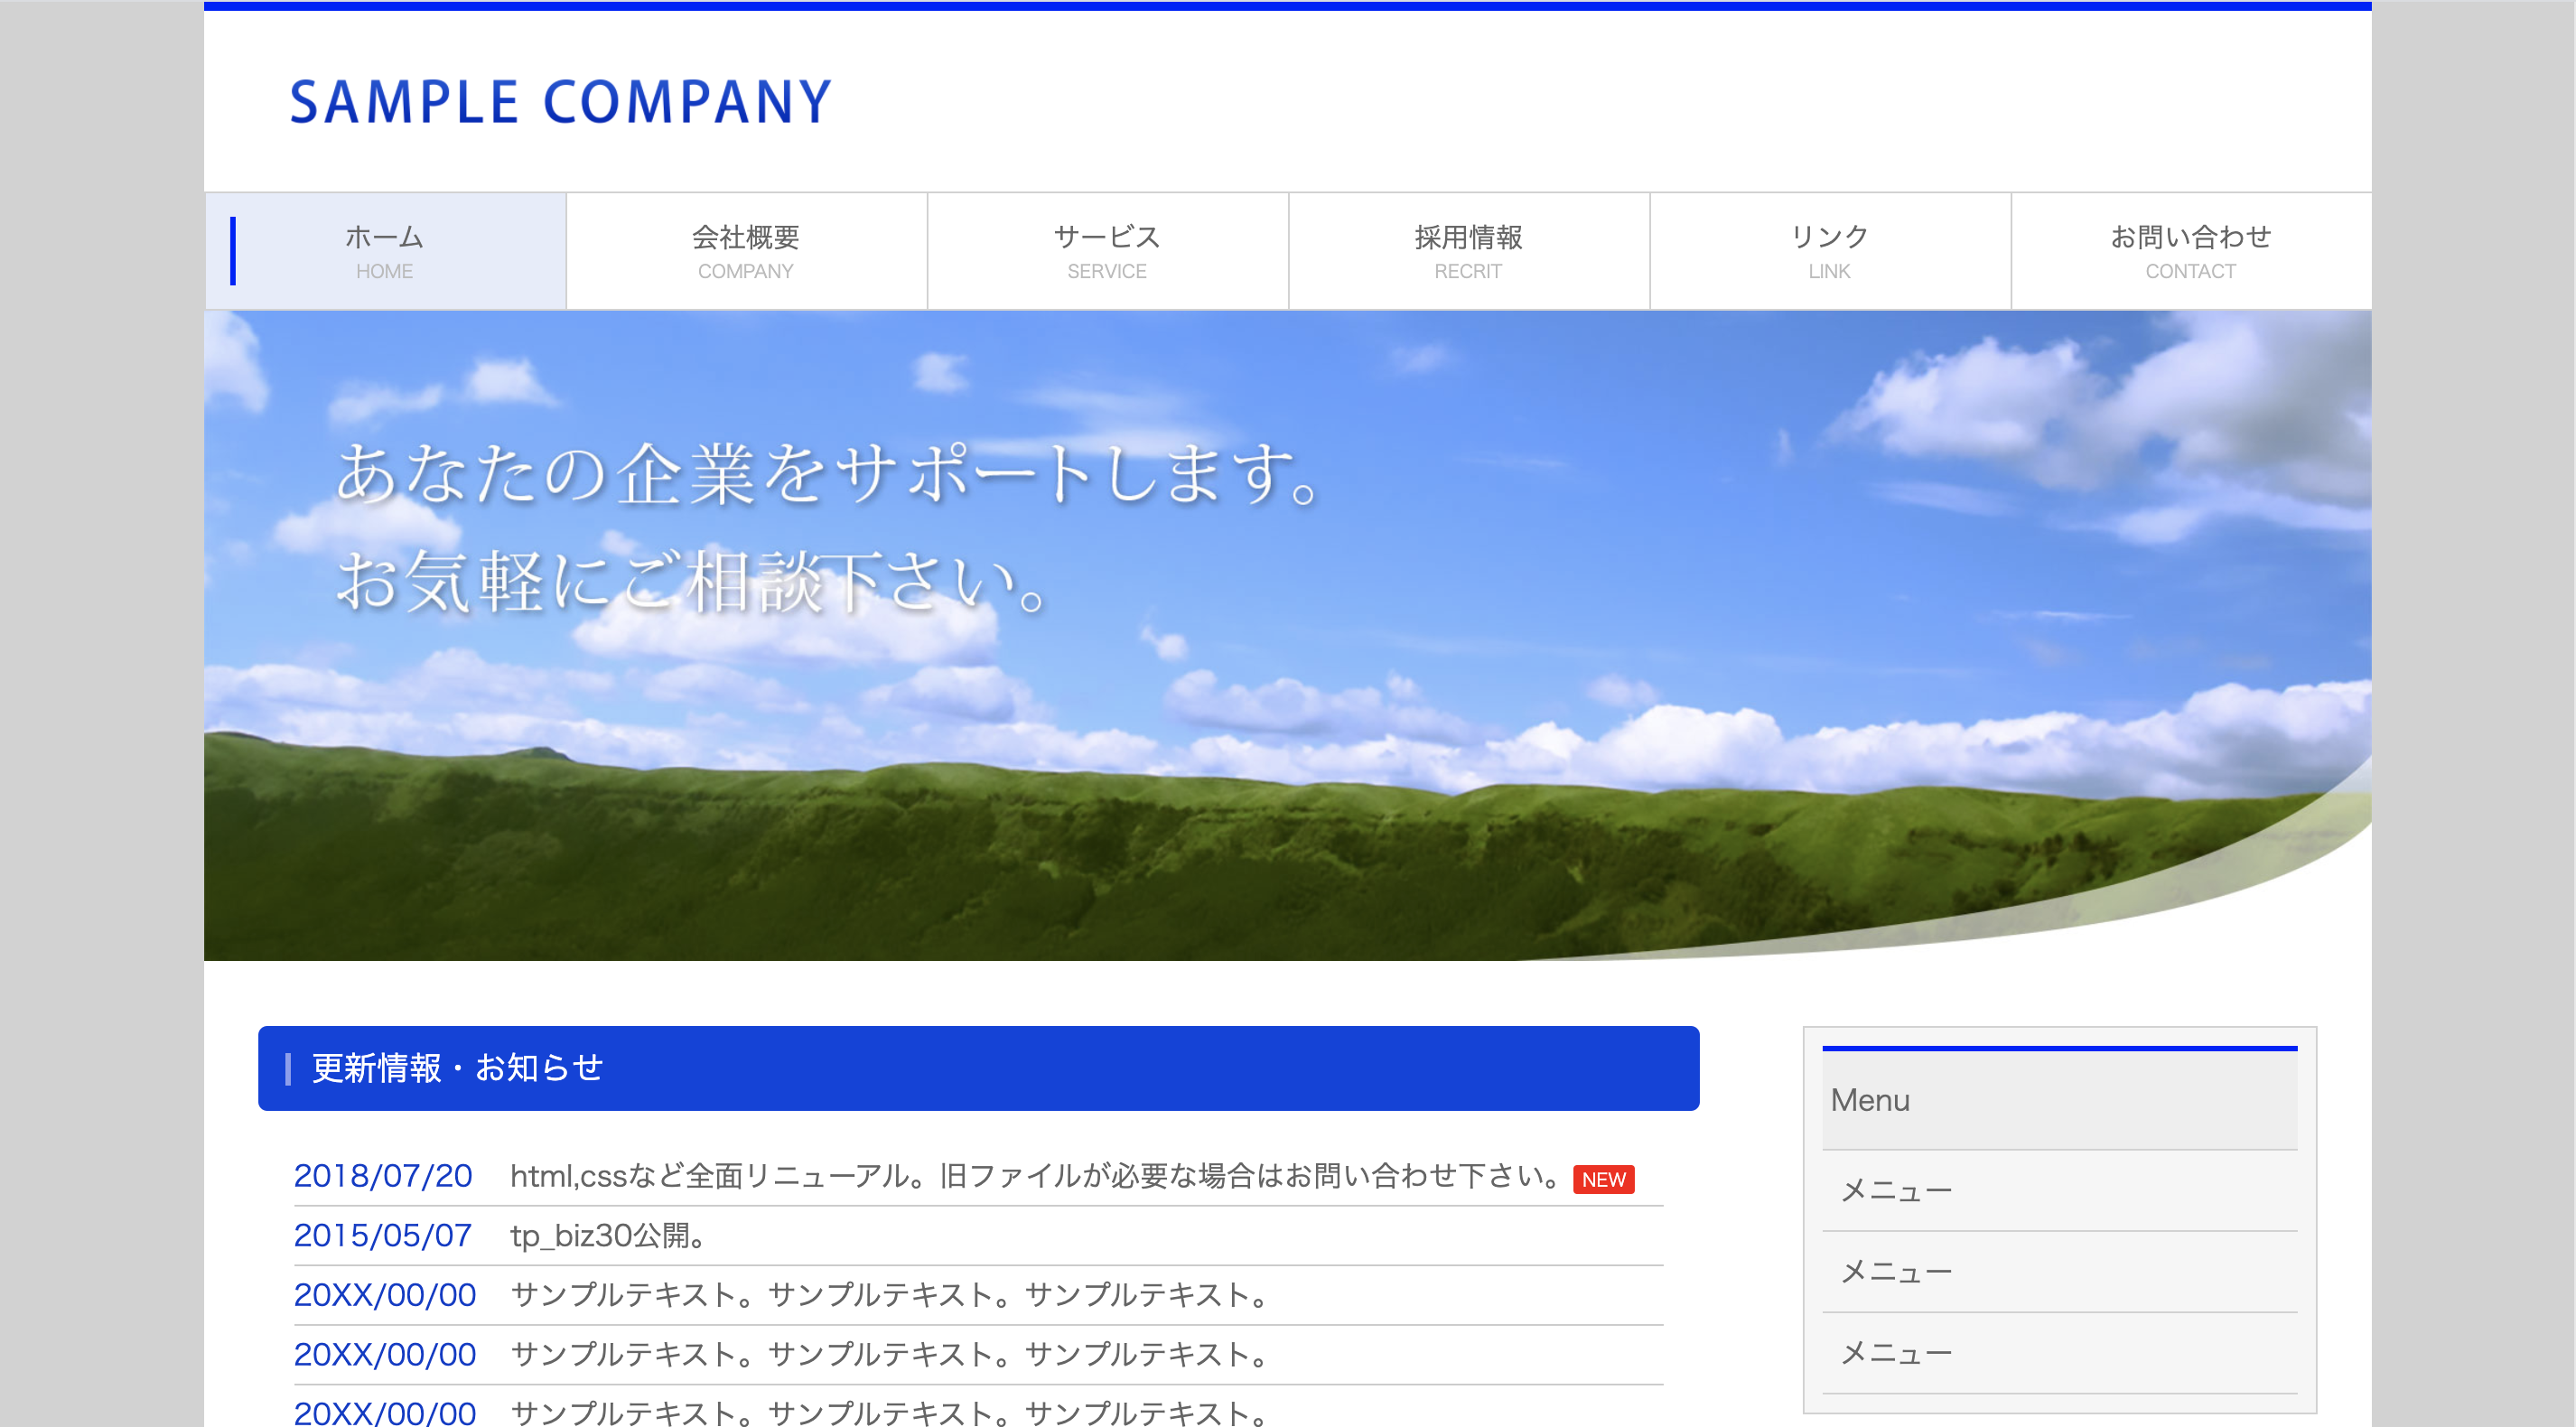 SAMPLE COMPANY
ホーム
HOME
会社概要
COMPANY
サービス
SERVICE
採用情報
RECRIT
リンク
LINK
お問い合わせ
CONTACT
あなたの企業をサポートします。
お気軽にご相談下さい。
更新情報・お知らせ
2018/07/20 html,cssなど全面リニューアル。旧ファイルが必要な場合はお問い合わせ下さい。 NEW
2015/05/07 tp_biz30公開。
20XX/00/00 サンプルテキスト。サンプルテキスト。サンプルテキスト。
20XX/00/00 サンプルテキスト。サンプルテキスト。サンプルテキスト。
20XX/00/00 サンプルテキスト。サンプルテキスト。サンプルテキスト。
Menu
メニュー
メニュー
メニュー